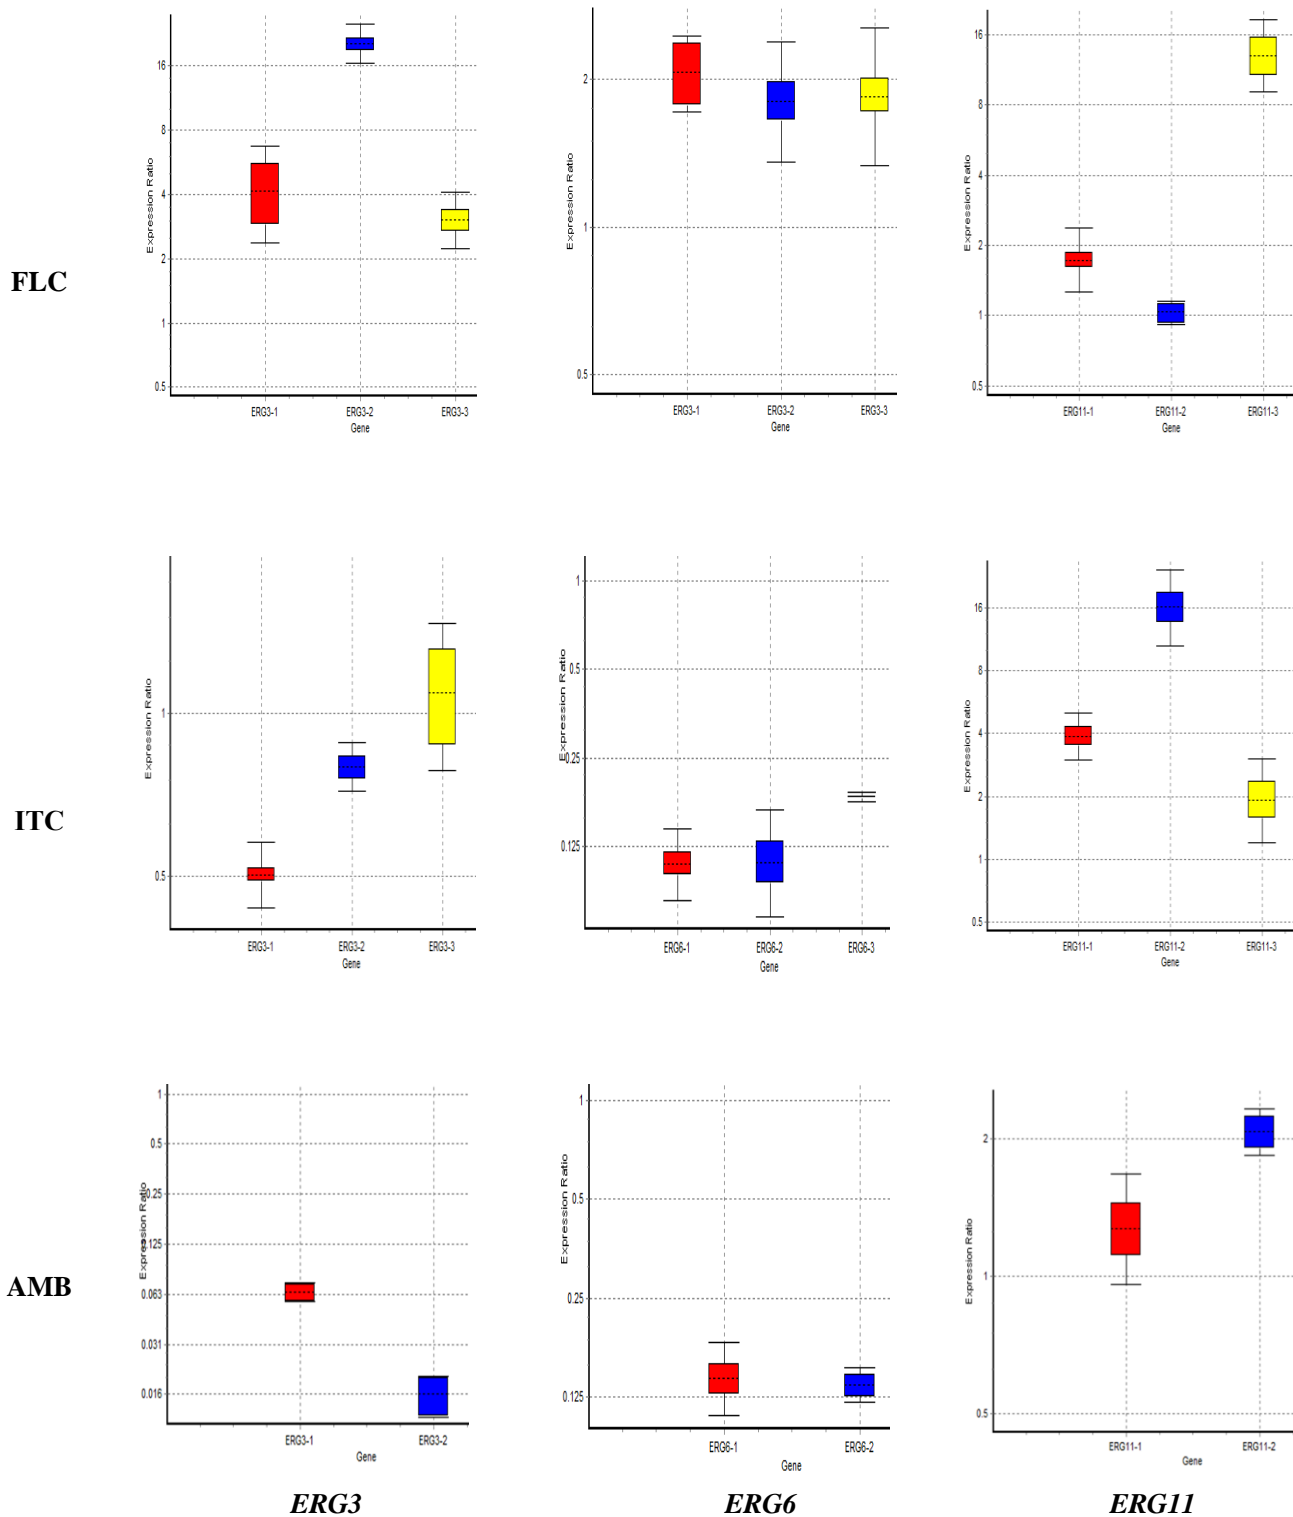 FLC
Expression Ratio
16
8
4
2
1
0.5
ERG3-1 ERG3-2 ERG3-3
Gene
Expression Ratio
2
1
0.5
ERG3-1 ERG3-2 ERG3-3
Gene
Expression Ratio
16
8
4
2
1
0.5
ERG11-1 ERG11-2 ERG11-3
Gene
ITC
Expression Ratio
1
0.5
ERG3-1 ERG3-2 ERG3-3
Gene
Expression Ratio
1
0.5
0.25
0.125
ERG6-1 ERG6-2 ERG6-3
Gene
Expression Ratio
16
8
4
2
1
0.5
ERG11-1 ERG11-2 ERG11-3
Gene
AMB
Expression Ratio
1
0.5
0.25
0.125
0.063
0.031
0.016
ERG3-1 ERG3-2
Gene
Expression Ratio
1
0.5
0.25
0.125
ERG6-1 ERG6-2
Gene
Expression Ratio
2
1
0.5
ERG11-1 ERG11-2
Gene
ERG3 ERG6 ERG11